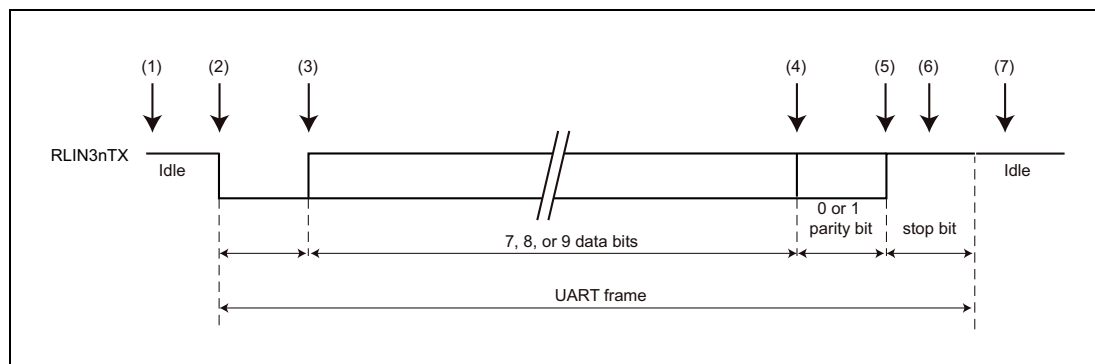 (1) (2) (3) (4) (5) (6) (7)
RLIN3nTX
Idle
Idle
0 or 1
parity bit
stop bit
7, 8, or 9 data bits
UART frame